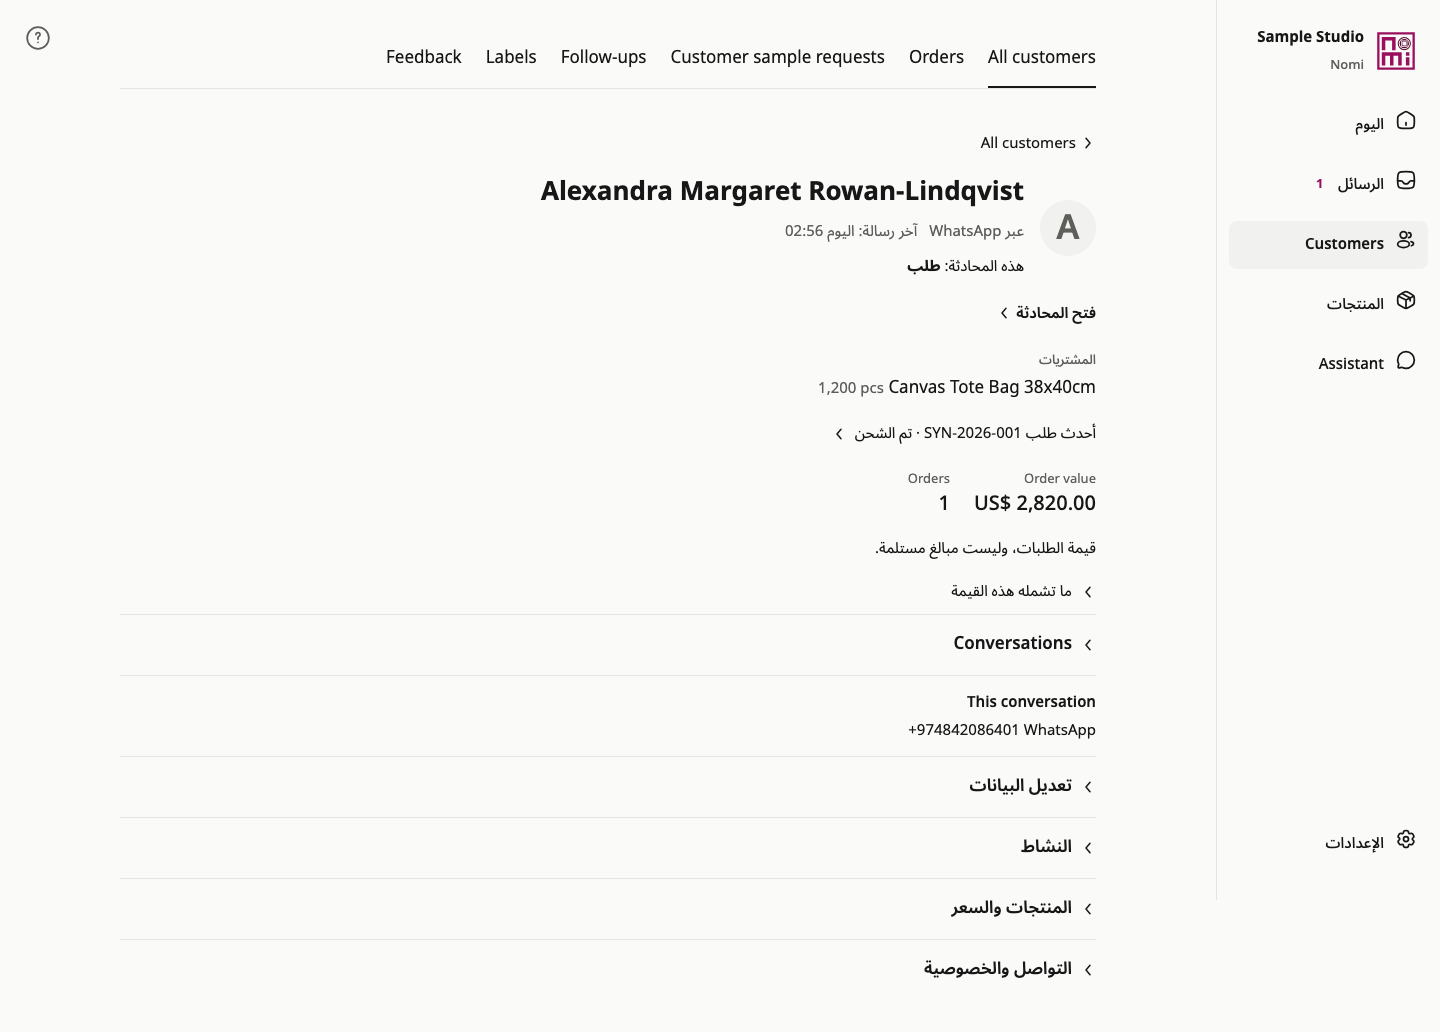 Sample Studio
Nomi
اليوم
الرسائل 1
Customers
المنتجات
Assistant
الإعدادات
All customers Orders Customer sample requests Follow-ups Labels Feedback
All customers
Alexandra Margaret Rowan-Lindqvist
A
عبر WhatsApp آخر رسالة: اليوم 02:56
هذه المحادثة: طلب
فتح المحادثة
المشتريات
Canvas Tote Bag 38x40cm 1,200 pcs
أحدث طلب SYN-2026-001 · تم الشحن
Order value Orders
US$ 2,820.00 1
قيمة الطلبات، وليست مبالغ مستلمة.
ما تشمله هذه القيمة
Conversations
This conversation
WhatsApp +974842086401
تعديل البيانات
النشاط
المنتجات والسعر
التواصل والخصوصية